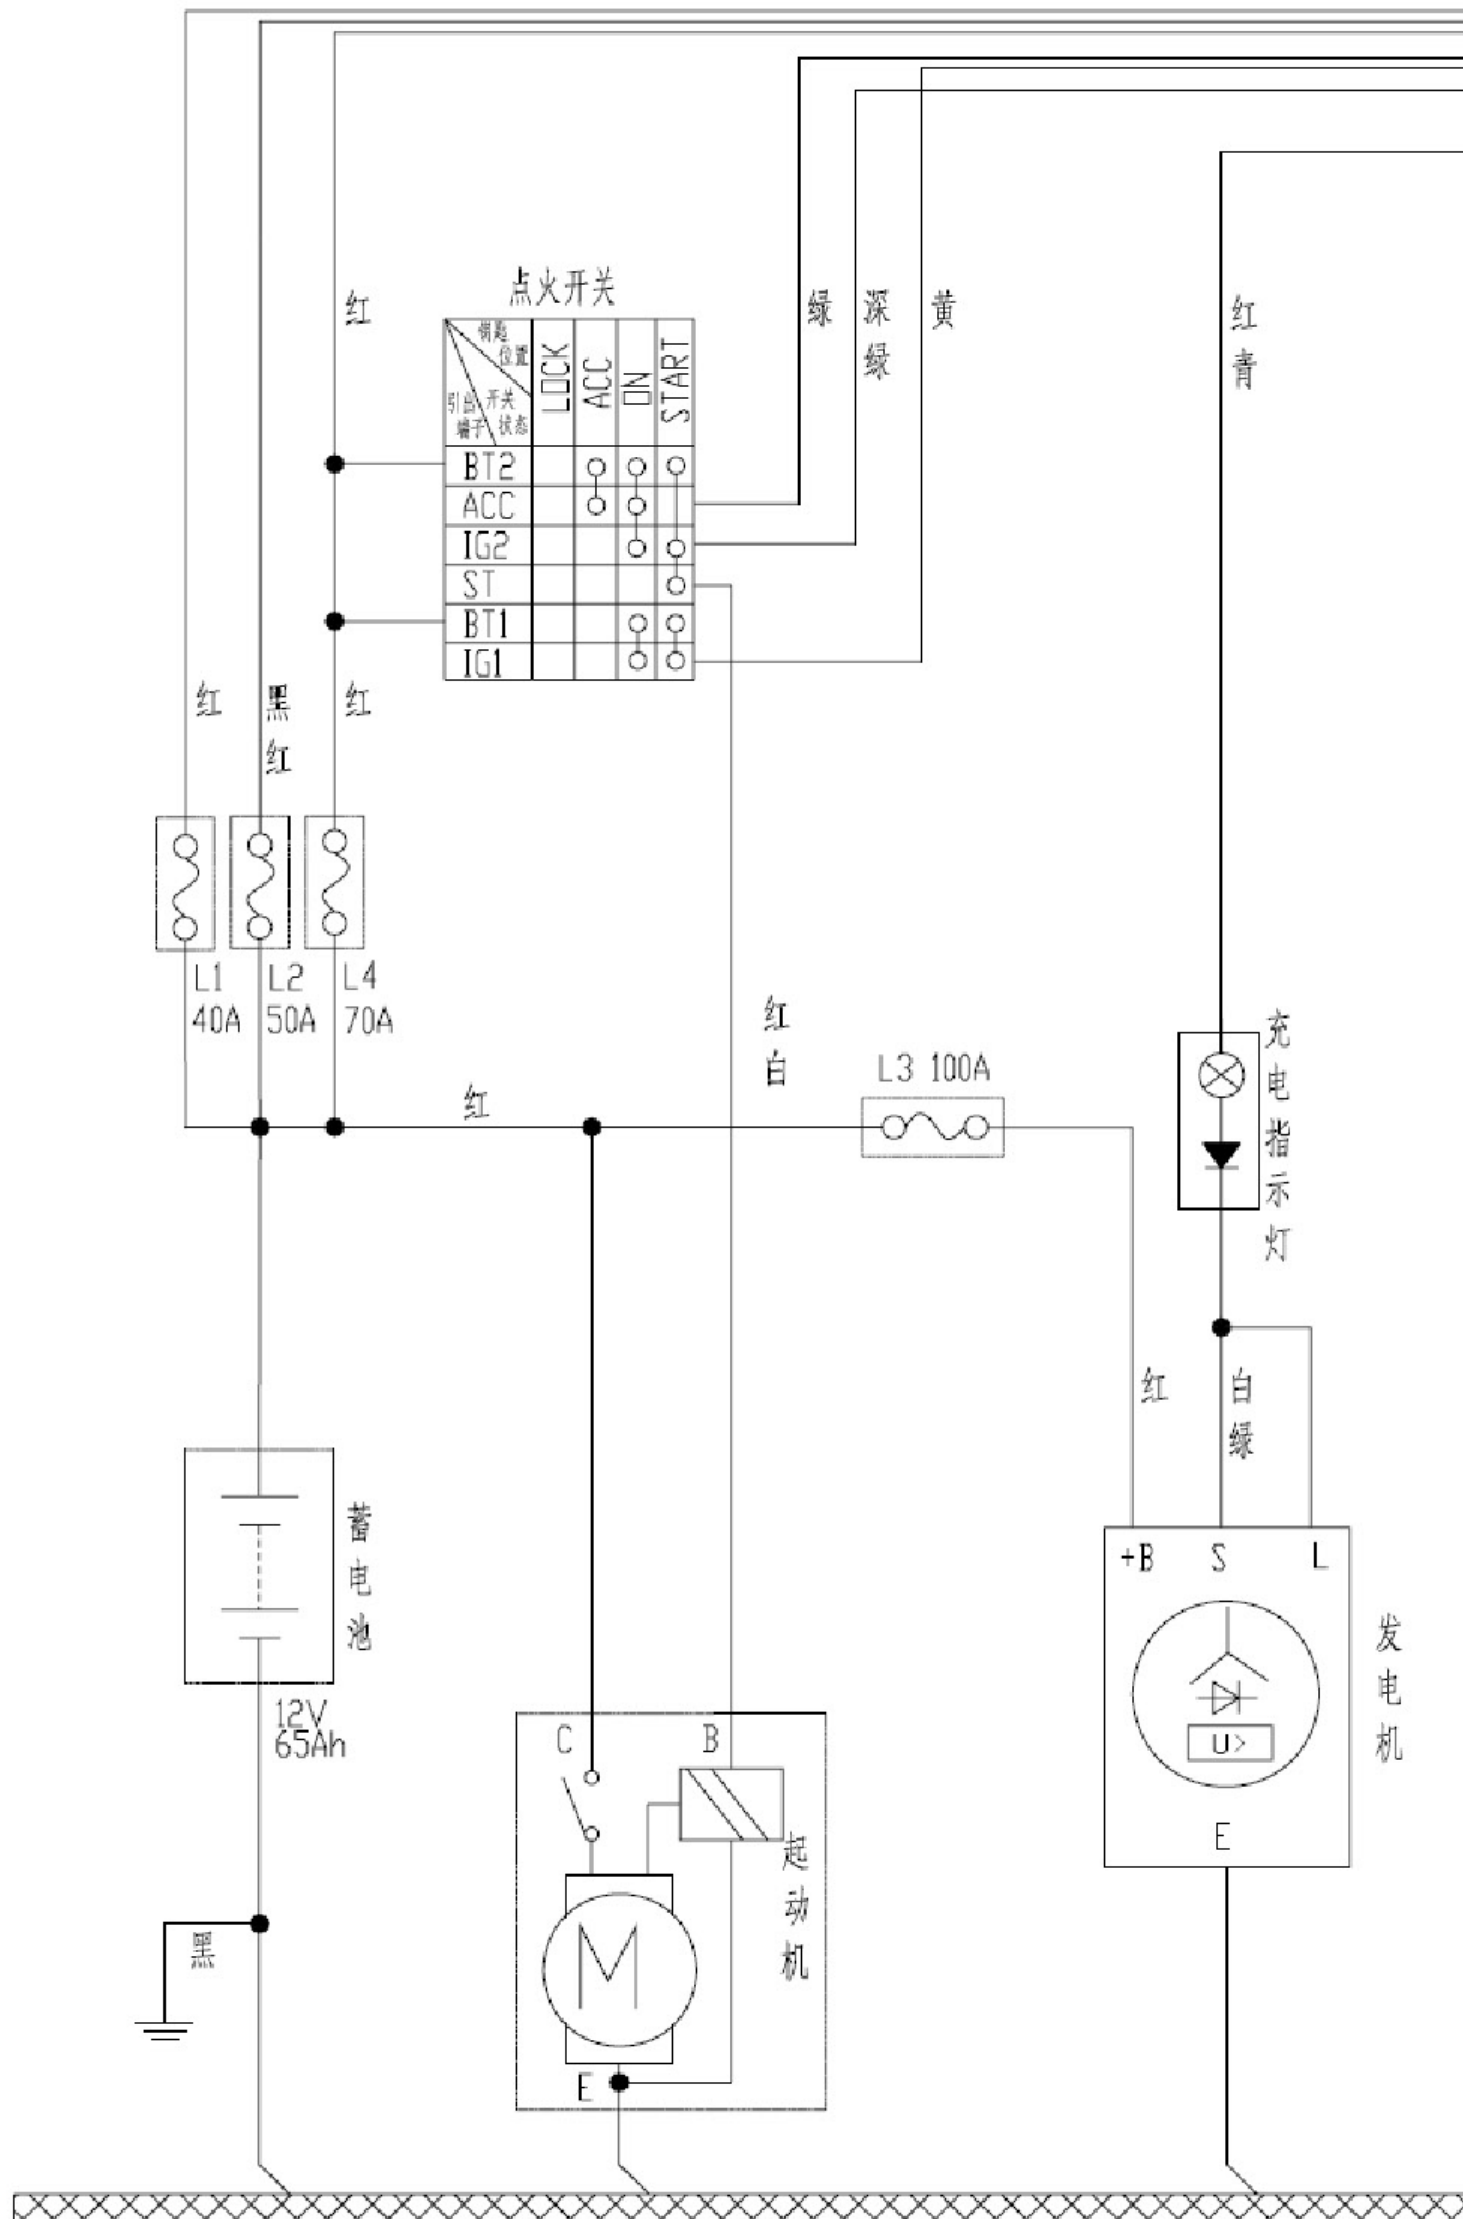 点火开关
钥匙
位置
引出
端子
开关
状态
LOCK
ACC
ON
START
BT2
ACC
IG2
ST
BT1
IG1
红
绿
深绿
黄
红青
红
黑红
红
L1
40A
L2
50A
L4
70A
红
红白
L3 100A
充电指示灯
红
白绿
蓄电池
12V
65Ah
黑
C
B
起动机
M
E
+B
S
L
U>
E
发电机